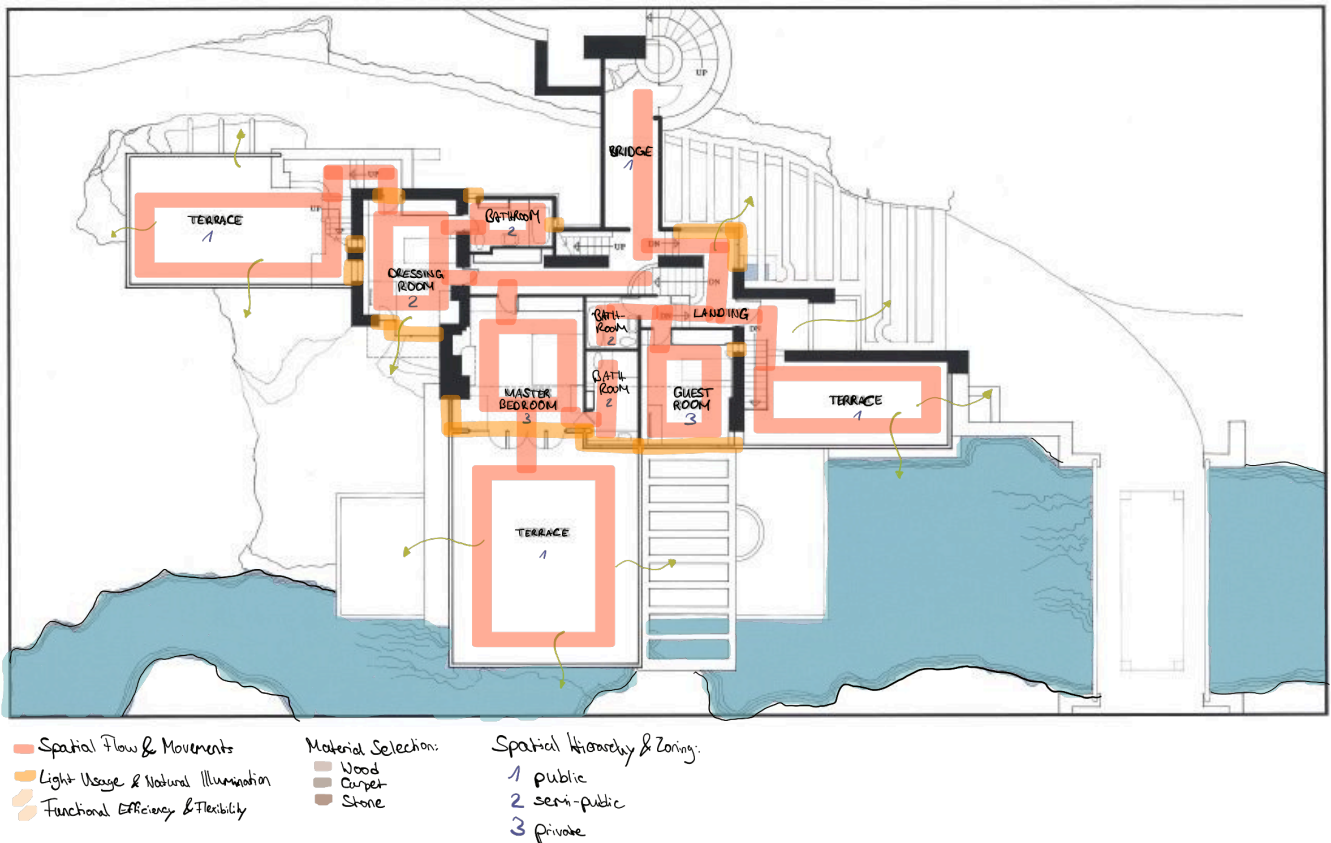 UP
BRIDGE
1
UP
UP
TERRACE
1
BATHROOM
2
UP
DN
DRESSING
ROOM
2
DN
BATH-
ROOM
2
DN
LANDING
DN
BATH
ROOM
2
MASTER
BEDROOM
3
GUEST
ROOM
3
TERRACE
1
TERRACE
1
Spatial Flow & Movements
Light Usage & Natural Illumination
Functional Efficiency & Flexibility
Material Selection:
Wood
Carpet
Stone
Spatial Hierarchy & Zoning:
1 public
2 semi-public
3 private